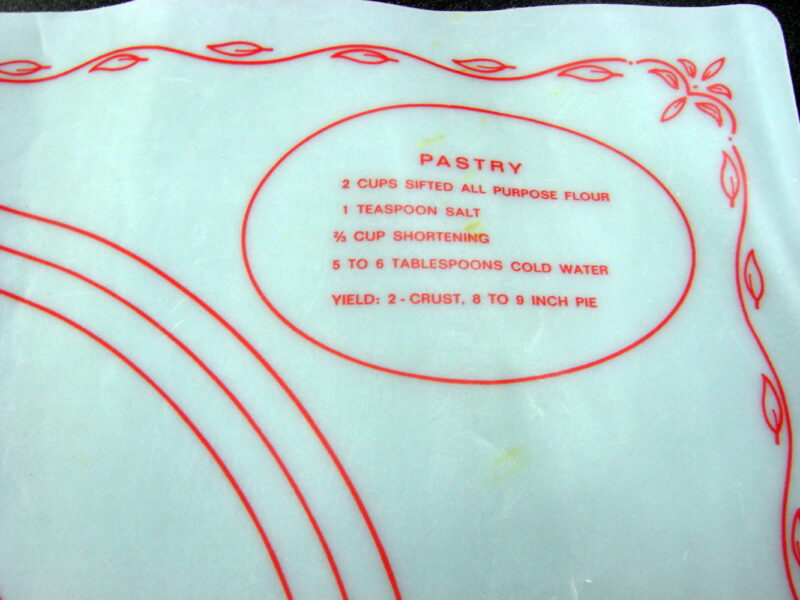 PASTRY
2 CUPS SIFTED ALL PURPOSE FLOUR
1 TEASPOON SALT
⅔ CUP SHORTENING
5 TO 6 TABLESPOONS COLD WATER
YIELD: 2 - CRUST, 8 TO 9 INCH PIE